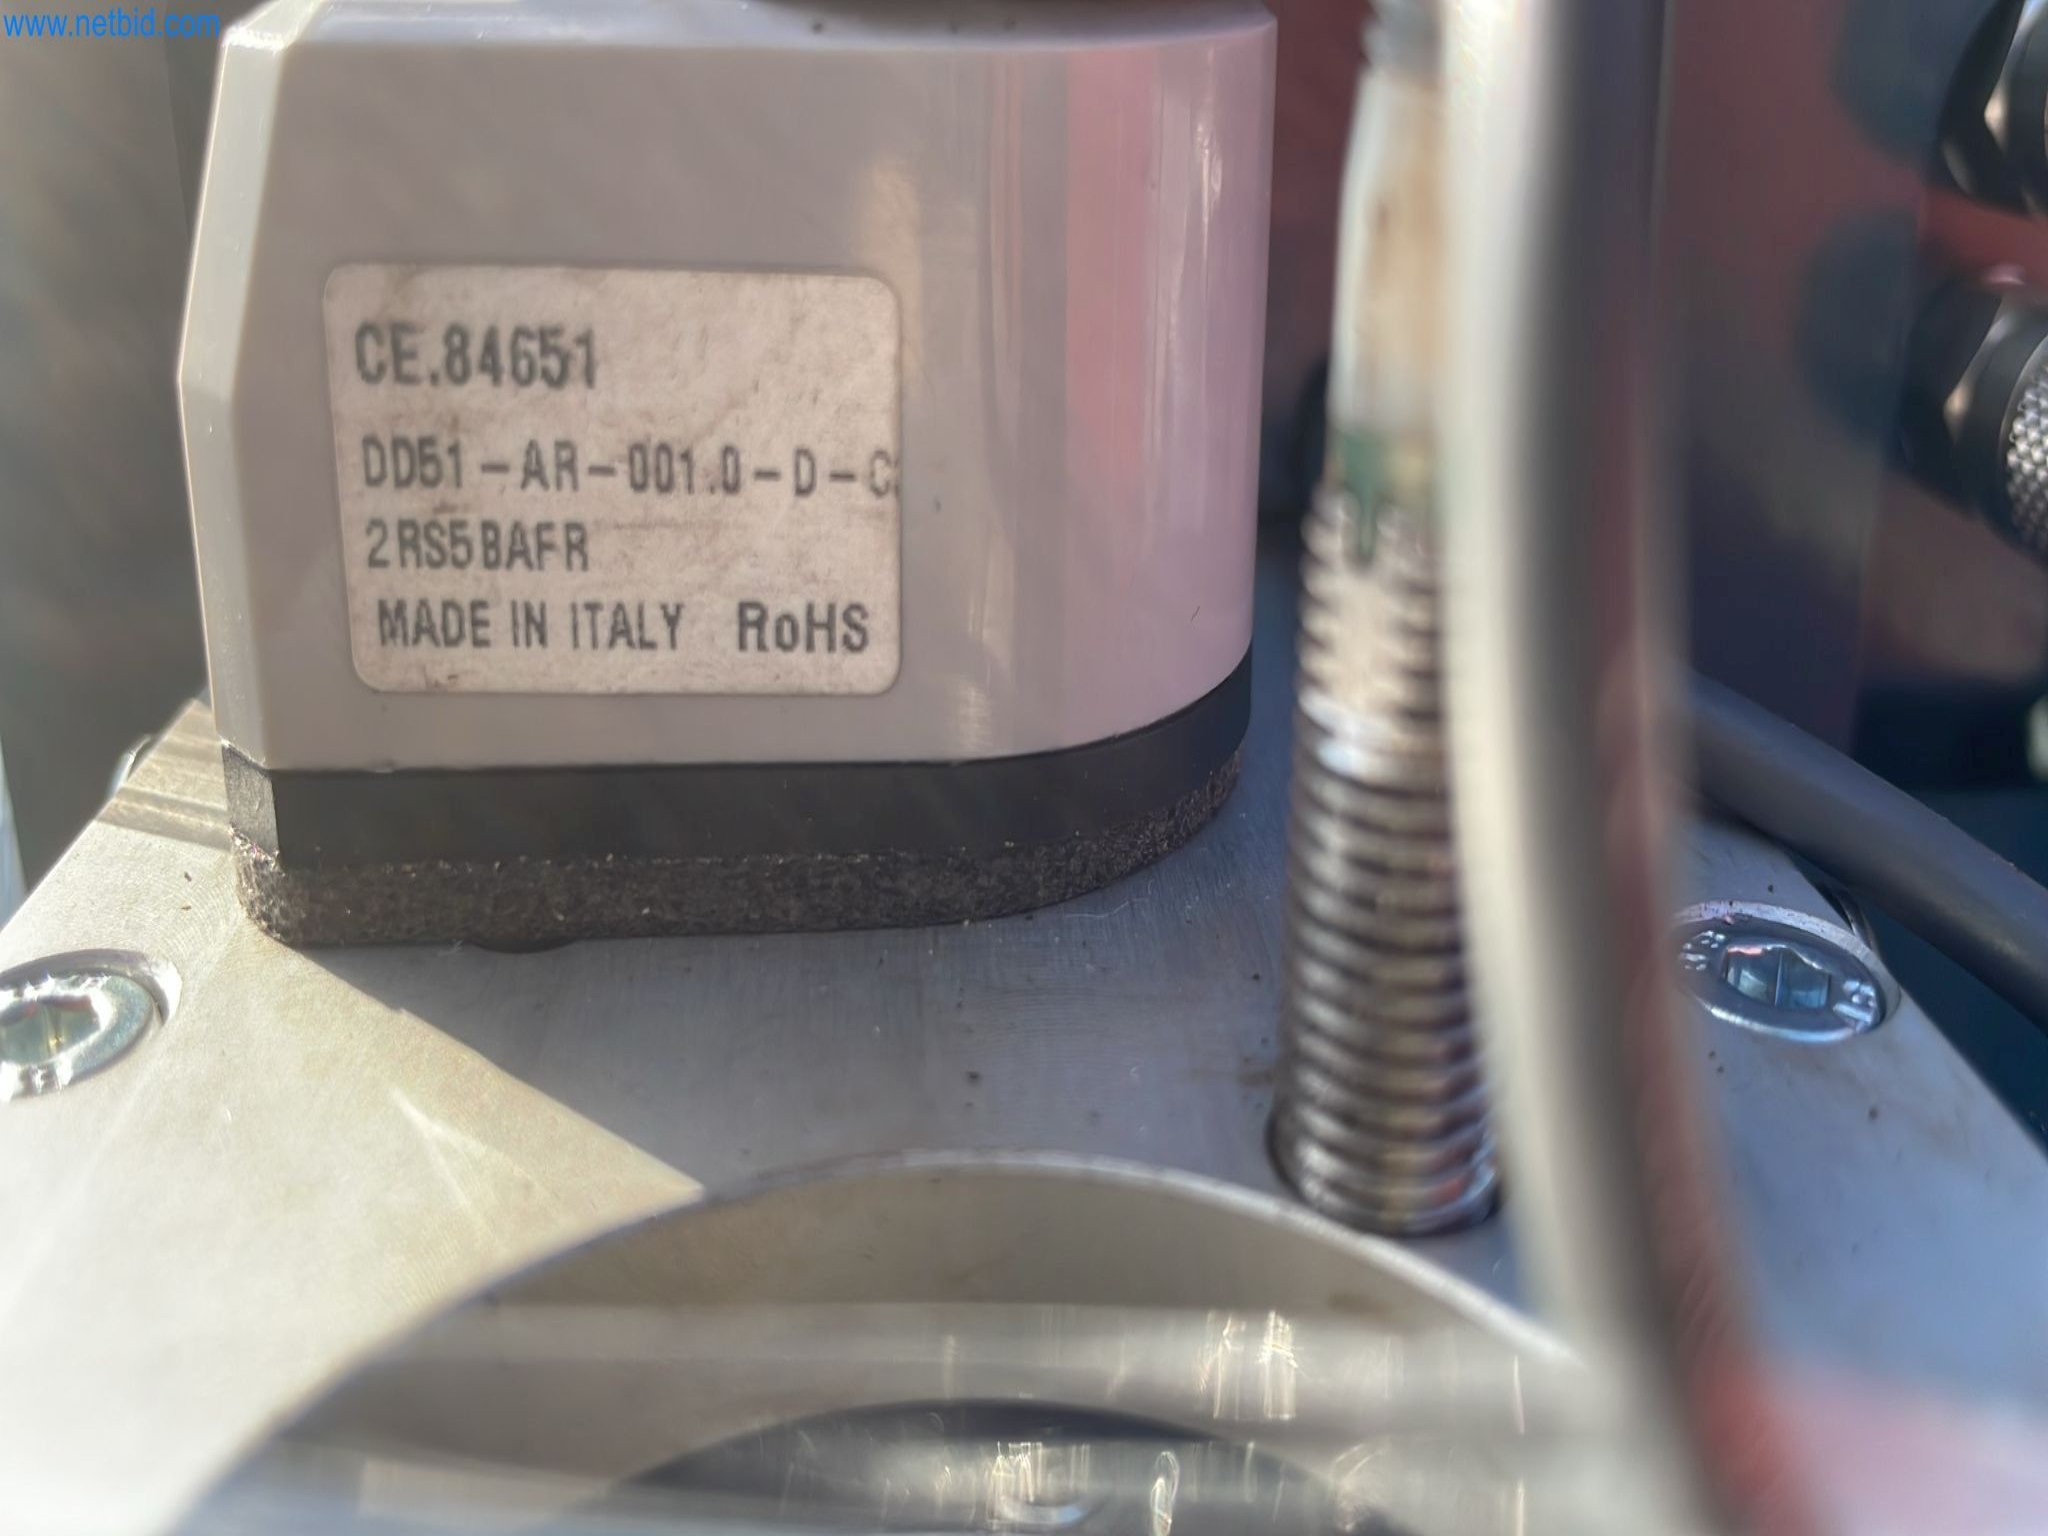 www.netbid.com
CE.84651
DD51-AR-001.0-D-C
2RS5BAFR
MADE IN ITALY RoHS